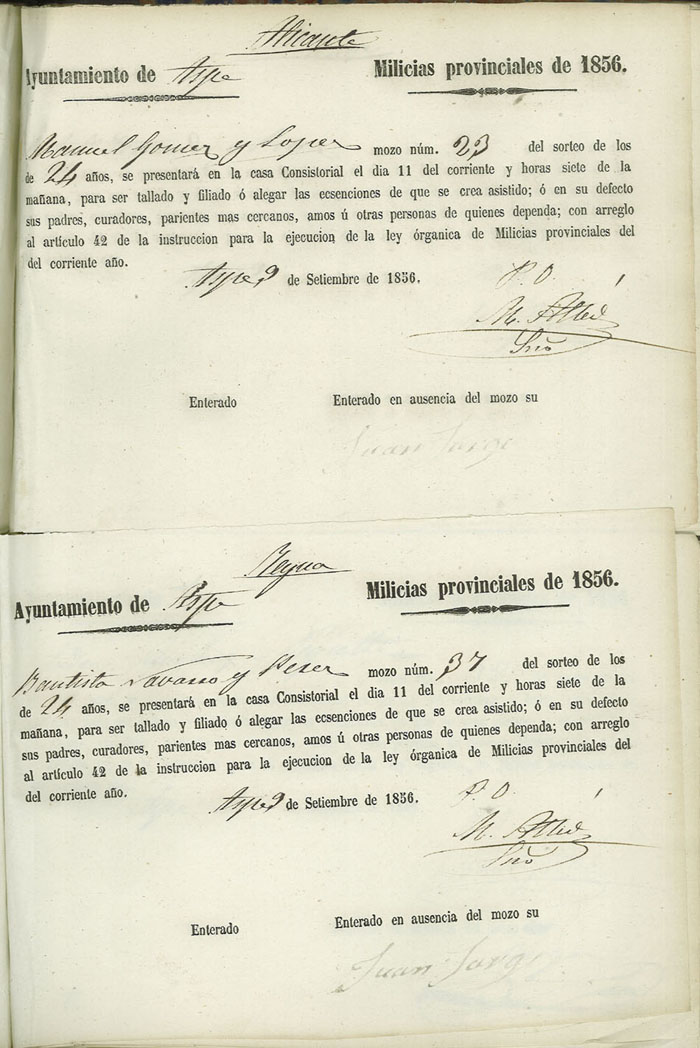 Alicante
Ayuntamiento de Aspe Milicias provinciales de 1856.
Manuel Gomez y Lopez mozo núm. 23 del sorteo de los
de 24 años, se presentará en la casa Consistorial el dia 11 del corriente y horas siete de la
mañana, para ser tallado y filiado ó alegar las ecsenciones de que se crea asistido; ó en su defecto
sus padres, curadores, parientes mas cercanos, amos ú otras personas de quienes dependa; con arreglo
al artículo 42 de la instruccion para la ejecucion de la ley órganica de Milicias provinciales del
del corriente año.
Aspe 9 de Setiembre de 1856.
P. O.
M.
Srio
Enterado Enterado en ausencia del mozo su
Juan Jorge
Ayuntamiento de Aspe Milicias provinciales de 1856.
Bautista Navarro y Perez mozo núm. 37 del sorteo de los
de 24 años, se presentará en la casa Consistorial el dia 11 del corriente y horas siete de la
mañana, para ser tallado y filiado ó alegar las ecsenciones de que se crea asistido; ó en su defecto
sus padres, curadores, parientes mas cercanos, amos ú otras personas de quienes dependa; con arreglo
al artículo 42 de la instruccion para la ejecucion de la ley órganica de Milicias provinciales del
del corriente año.
Aspe 9 de Setiembre de 1856.
P. O.
M.
Srio
Enterado Enterado en ausencia del mozo su
Juan Jorge